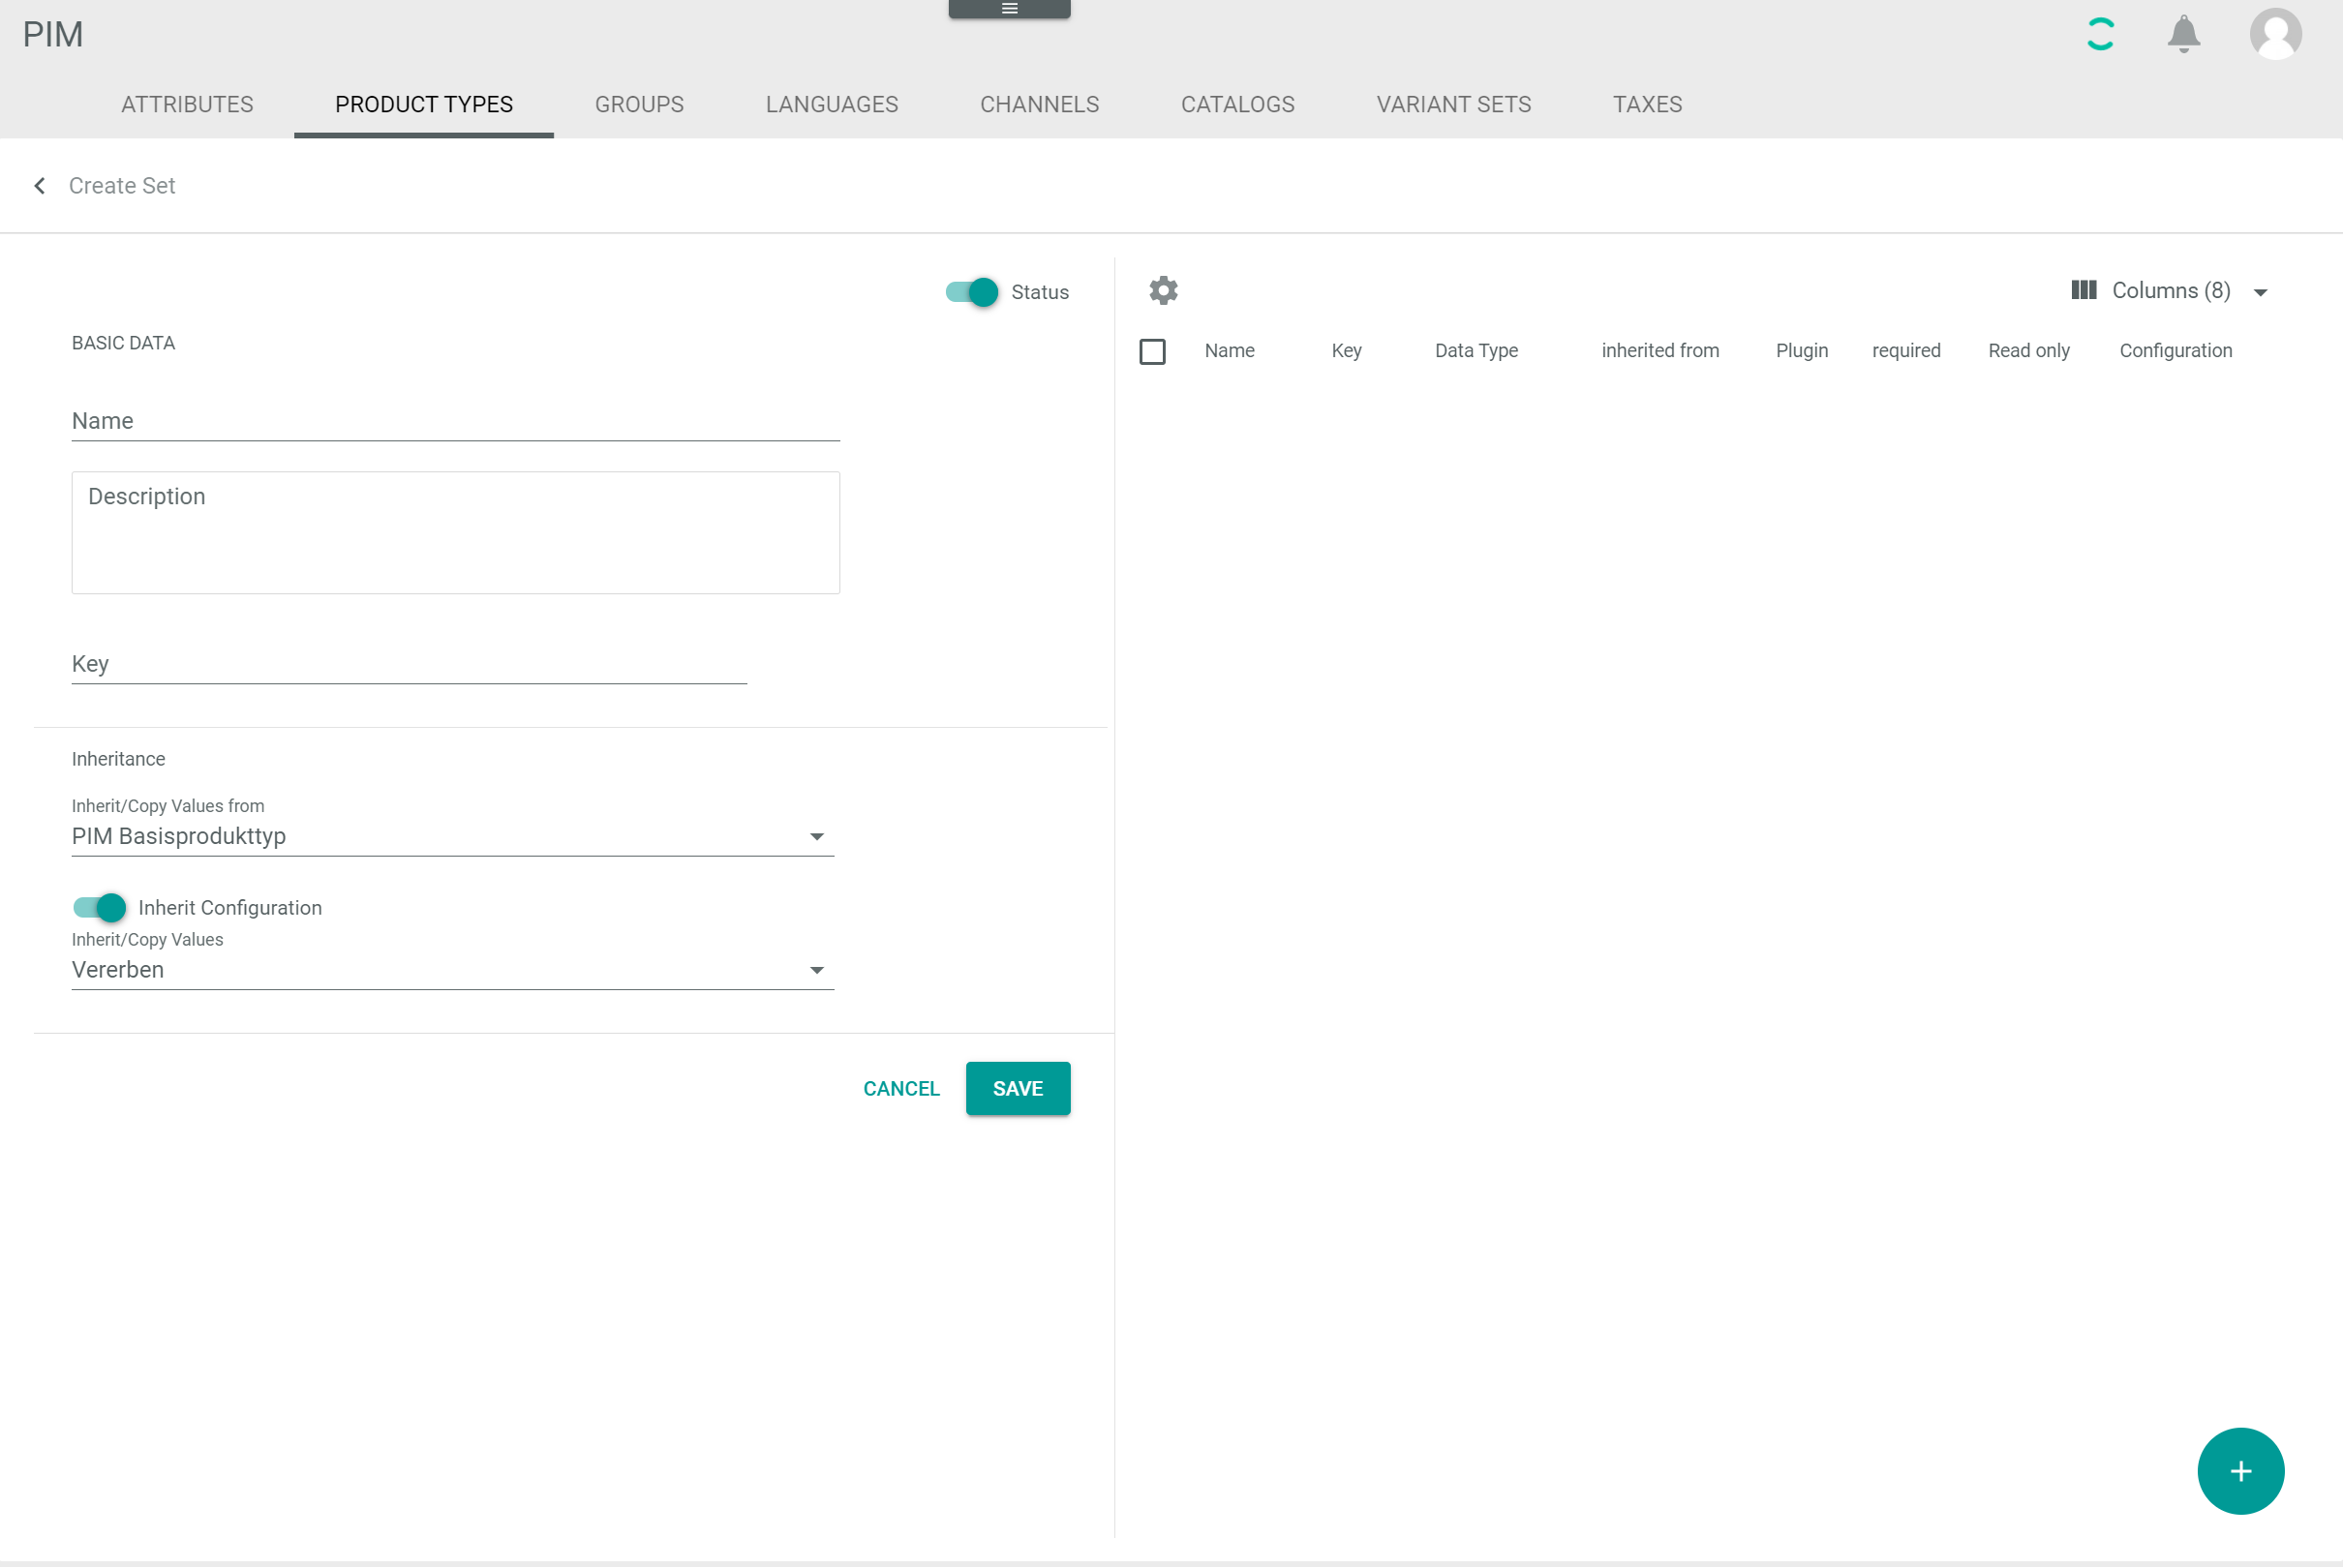 PIM
ATTRIBUTES PRODUCT TYPES GROUPS LANGUAGES CHANNELS CATALOGS VARIANT SETS TAXES
Create Set
Status
BASIC DATA
Name
Description
Key
Inheritance
Inherit/Copy Values from
PIM Basisprodukttyp
Inherit Configuration
Inherit/Copy Values
Vererben
CANCEL SAVE
Columns (8)
Name Key Data Type inherited from Plugin required Read only Configuration